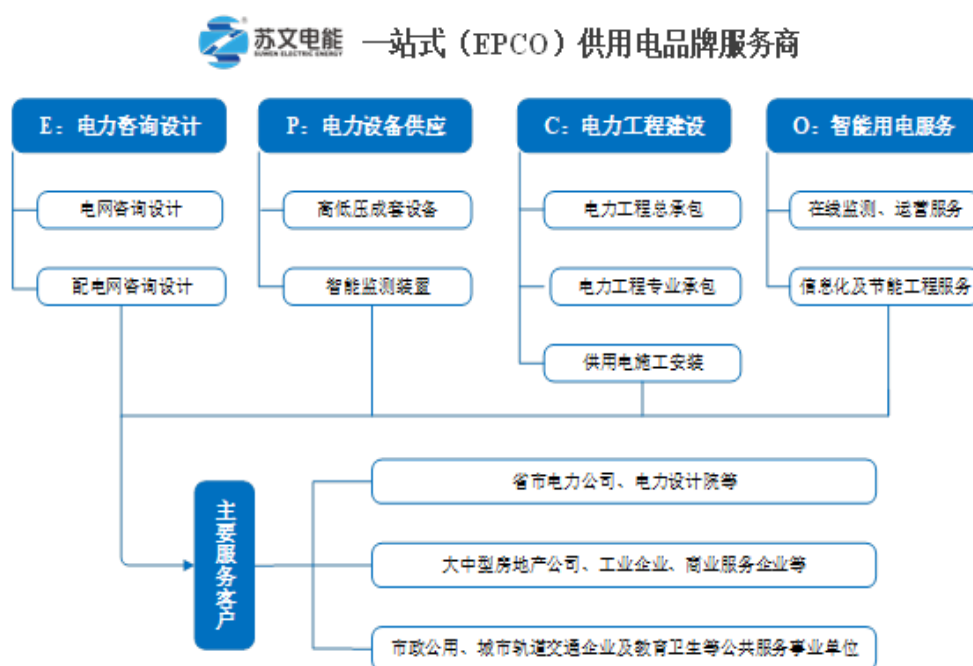 苏文电能
SUWEN ELECTRIC ENERGY
一站式（EPCO）供用电品牌服务商
E：电力咨询设计
P：电力设备供应
C：电力工程建设
O：智能用电服务
电网咨询设计
高低压成套设备
电力工程总承包
在线监测、运营服务
配电网咨询设计
智能监测装置
电力工程专业承包
信息化及节能工程服务
供用电施工安装
主要服务客户
省市电力公司、电力设计院等
大中型房地产公司、工业企业、商业服务企业等
市政公用、城市轨道交通企业及教育卫生等公共服务事业单位